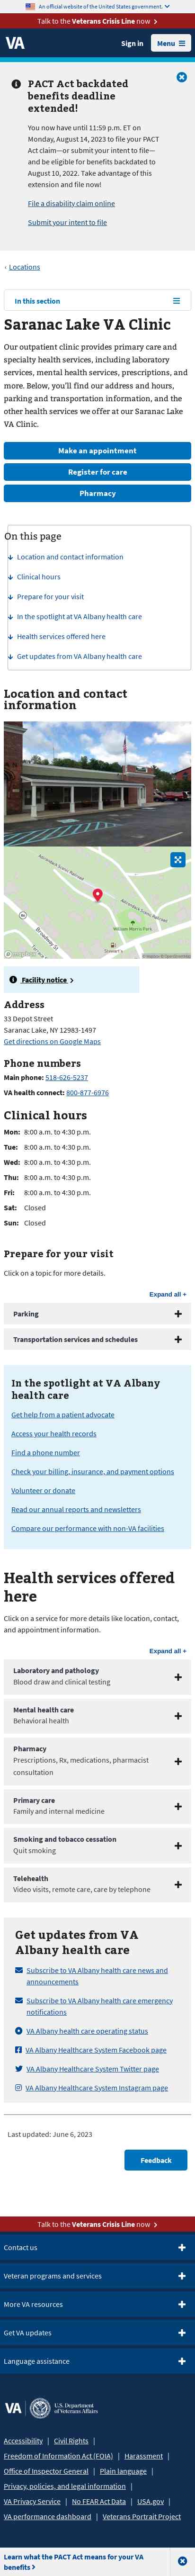 An official website of the United States government.
Talk to the Veterans Crisis Line now
VA
Sign in
Menu
PACT Act backdated
benefits deadline
extended!
You now have until 11:59 p.m. ET on
Monday, August 14, 2023 to file your PACT
Act claim—or submit your intent to file—
and be eligible for benefits backdated to
August 10, 2022. Take advantage of this
extension and file now!
File a disability claim online
Submit your intent to file
‹ Locations
In this section
Saranac Lake VA Clinic
Our outpatient clinic provides primary care and
specialty health services, including laboratory
services, mental health services, prescriptions, and
more. Below, you'll find our address and hours,
parking and transportation information, and the
other health services we offer at our Saranac Lake
VA Clinic.
Make an appointment
Register for care
Pharmacy
On this page
Location and contact information
Clinical hours
Prepare for your visit
In the spotlight at VA Albany health care
Health services offered here
Get updates from VA Albany health care
Location and contact
information
Adirondack Scenic Railroad
Adirondack Scenic Railroad
William Morris Park
Broadway St
Stewart's
mapbox
© Mapbox © OpenStreetMap
Facility notice
Address
33 Depot Street
Saranac Lake, NY 12983-1497
Get directions on Google Maps
Phone numbers
Main phone: 518-626-5237
VA health connect: 800-877-6976
Clinical hours
Mon: 8:00 a.m. to 4:30 p.m.
Tue: 8:00 a.m. to 4:30 p.m.
Wed: 8:00 a.m. to 4:30 p.m.
Thu: 8:00 a.m. to 4:30 p.m.
Fri: 8:00 a.m. to 4:30 p.m.
Sat: Closed
Sun: Closed
Prepare for your visit
Click on a topic for more details.
Expand all +
Parking
Transportation services and schedules
In the spotlight at VA Albany
health care
Get help from a patient advocate
Access your health records
Find a phone number
Check your billing, insurance, and payment options
Volunteer or donate
Read our annual reports and newsletters
Compare our performance with non-VA facilities
Health services offered
here
Click on a service for more details like location, contact,
and appointment information.
Expand all +
Laboratory and pathology
Blood draw and clinical testing
Mental health care
Behavioral health
Pharmacy
Prescriptions, Rx, medications, pharmacist
consultation
Primary care
Family and internal medicine
Smoking and tobacco cessation
Quit smoking
Telehealth
Video visits, remote care, care by telephone
Get updates from VA
Albany health care
Subscribe to VA Albany health care news and
announcements
Subscribe to VA Albany health care emergency
notifications
VA Albany health care operating status
VA Albany Healthcare System Facebook page
VA Albany Healthcare System Twitter page
VA Albany Healthcare System Instagram page
Last updated: June 6, 2023
Feedback
Talk to the Veterans Crisis Line now
Contact us
Veteran programs and services
More VA resources
Get VA updates
Language assistance
VA
U.S. Department
of Veterans Affairs
Accessibility | Civil Rights |
Freedom of Information Act (FOIA) | Harassment |
Office of Inspector General | Plain language |
Privacy, policies, and legal information |
VA Privacy Service | No FEAR Act Data | USA.gov |
VA performance dashboard | Veterans Portrait Project
Learn what the PACT Act means for your VA
benefits